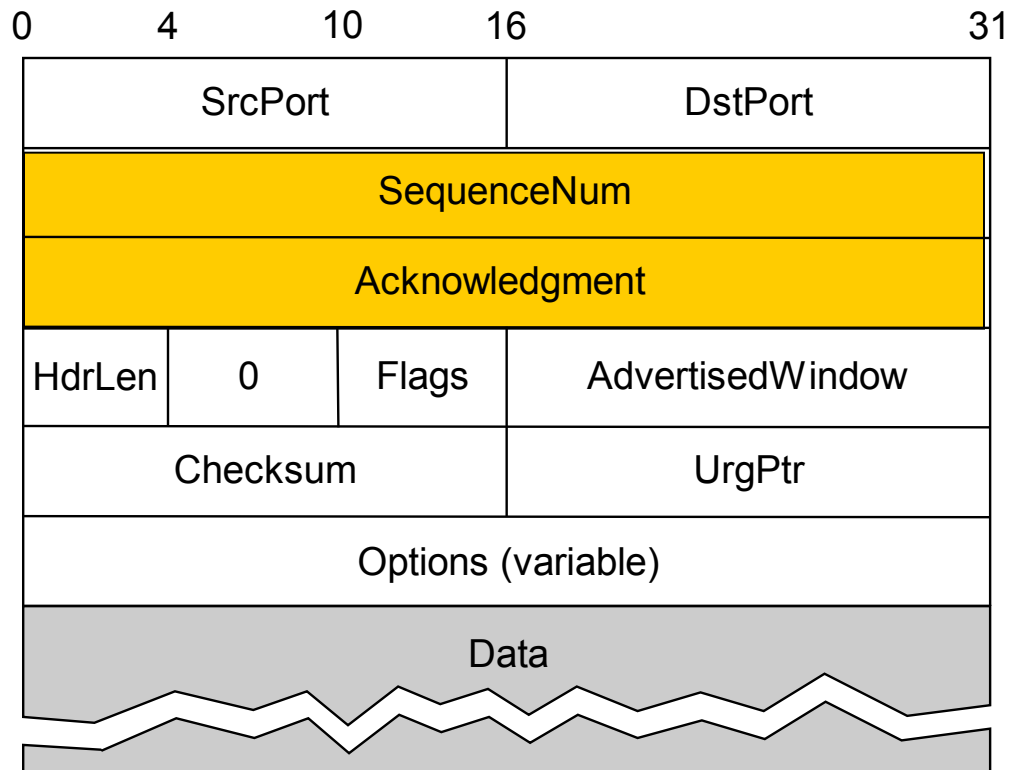 0 4 10 16 31
SrcPort DstPort
SequenceNum
Acknowledgment
HdrLen 0 Flags AdvertisedWindow
Checksum UrgPtr
Options (variable)
Data